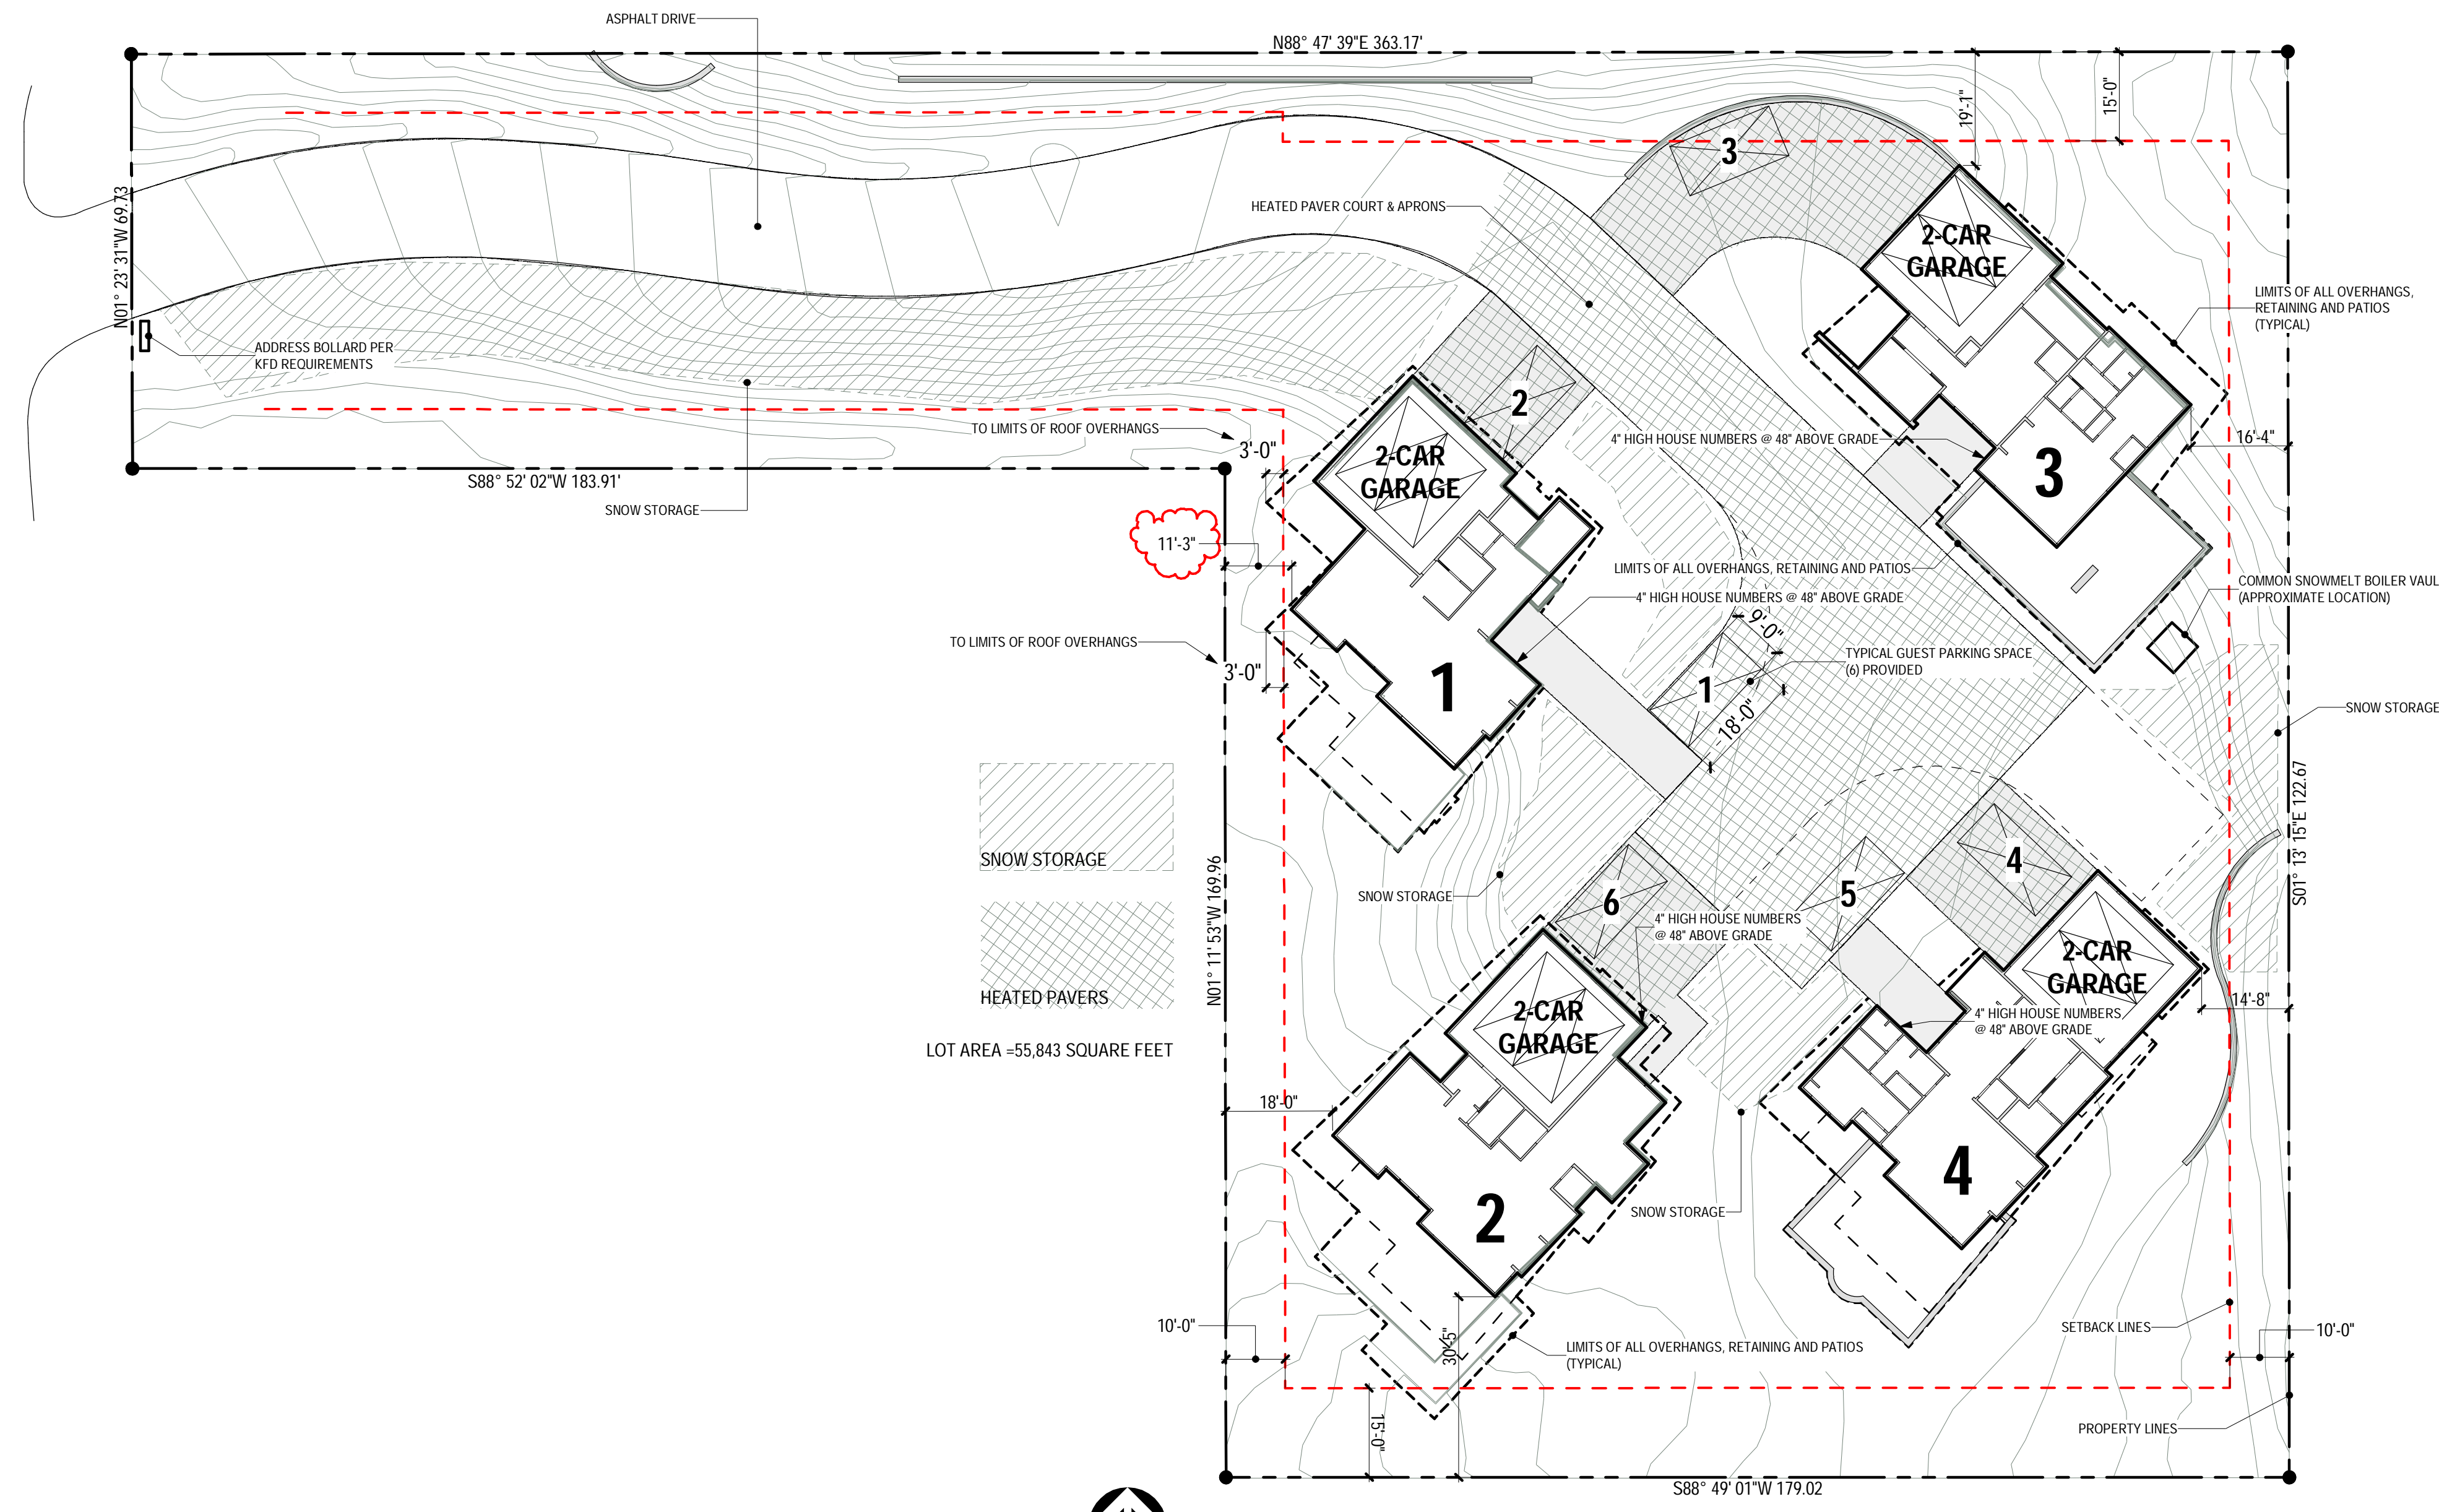 ASPHALT DRIVE
N88° 47' 39"E 363.17'
15'-0"
19'-1"
3
HEATED PAVER COURT & APRONS
N01° 23' 31"W 69.73
2-CAR
GARAGE
LIMITS OF ALL OVERHANGS,
RETAINING AND PATIOS
(TYPICAL)
ADDRESS BOLLARD PER
KFD REQUIREMENTS
2
TO LIMITS OF ROOF OVERHANGS
3'-0"
4" HIGH HOUSE NUMBERS @ 48" ABOVE GRADE
16'-4"
2-CAR
GARAGE
3
S88° 52' 02"W 183.91'
SNOW STORAGE
11'-3"
LIMITS OF ALL OVERHANGS, RETAINING AND PATIOS
4" HIGH HOUSE NUMBERS @ 48" ABOVE GRADE
COMMON SNOWMELT BOILER VAUL
(APPROXIMATE LOCATION)
9'-0"
TO LIMITS OF ROOF OVERHANGS
3'-0"
TYPICAL GUEST PARKING SPACE
(6) PROVIDED
1
1
18'-0"
SNOW STORAGE
S01° 13' 15"E 122.67
SNOW STORAGE
4
5
6
SNOW STORAGE
N01° 11' 53"W 169.96
4" HIGH HOUSE NUMBERS
@ 48" ABOVE GRADE
2-CAR
GARAGE
HEATED PAVERS
14'-8"
2-CAR
GARAGE
4" HIGH HOUSE NUMBERS
@ 48" ABOVE GRADE
LOT AREA =55,843 SQUARE FEET
18'-0"
4
2
SNOW STORAGE
10'-0"
30'-5"
LIMITS OF ALL OVERHANGS, RETAINING AND PATIOS
(TYPICAL)
SETBACK LINES
10'-0"
15'-0"
PROPERTY LINES
S88° 49' 01"W 179.02